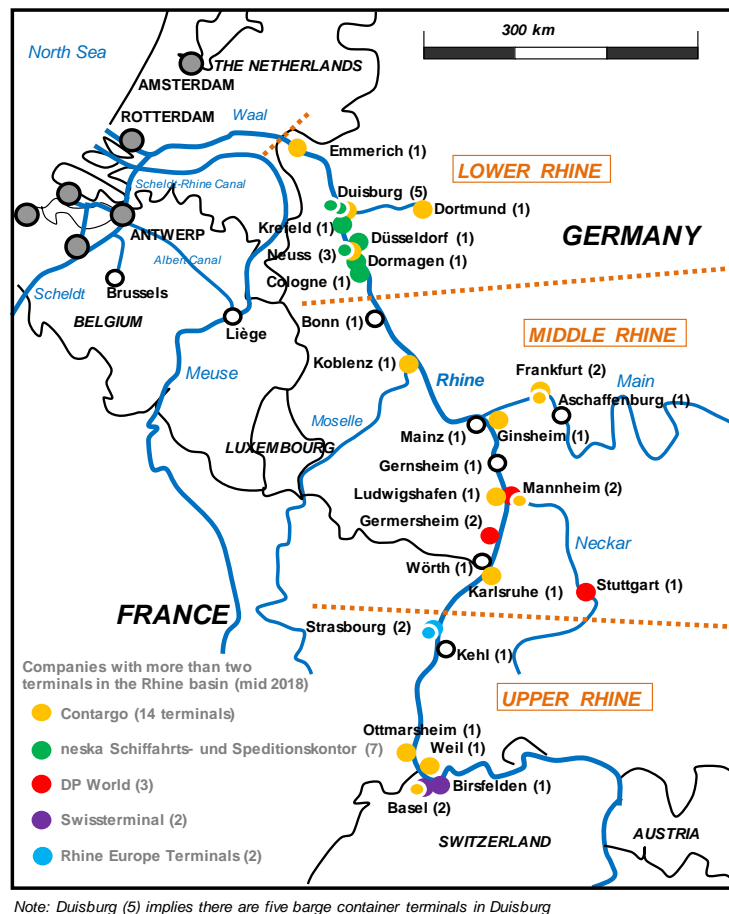 300 km
North Sea
THE NETHERLANDS
AMSTERDAM
ROTTERDAM
Waal
Emmerich (1)
LOWER RHINE
Scheldt-Rhine Canal
Duisburg (5)
Dortmund (1)
Krefeld (1)
ANTWERP
Düsseldorf (1)
GERMANY
Neuss (3)
Albert Canal
Dormagen (1)
Cologne (1)
Scheldt
Brussels
BELGIUM
Bonn (1)
Liège
MIDDLE RHINE
Koblenz (1)
Frankfurt (2)
Meuse
Rhine
Main
Aschaffenburg (1)
Moselle
Mainz (1)
Ginsheim (1)
LUXEMBOURG
Gernsheim (1)
Ludwigshafen (1)
Mannheim (2)
Germersheim (2)
Neckar
Wörth (1)
Karlsruhe (1)
Stuttgart (1)
FRANCE
Strasbourg (2)
Kehl (1)
Companies with more than two
terminals in the Rhine basin (mid 2018)
UPPER RHINE
Contargo (14 terminals)
Ottmarsheim (1)
neska Schiffahrts- und Speditionskontor (7)
Weil (1)
DP World (3)
Birsfelden (1)
Basel (2)
Swissterminal (2)
SWITZERLAND
AUSTRIA
Rhine Europe Terminals (2)
Note: Duisburg (5) implies there are five barge container terminals in Duisburg